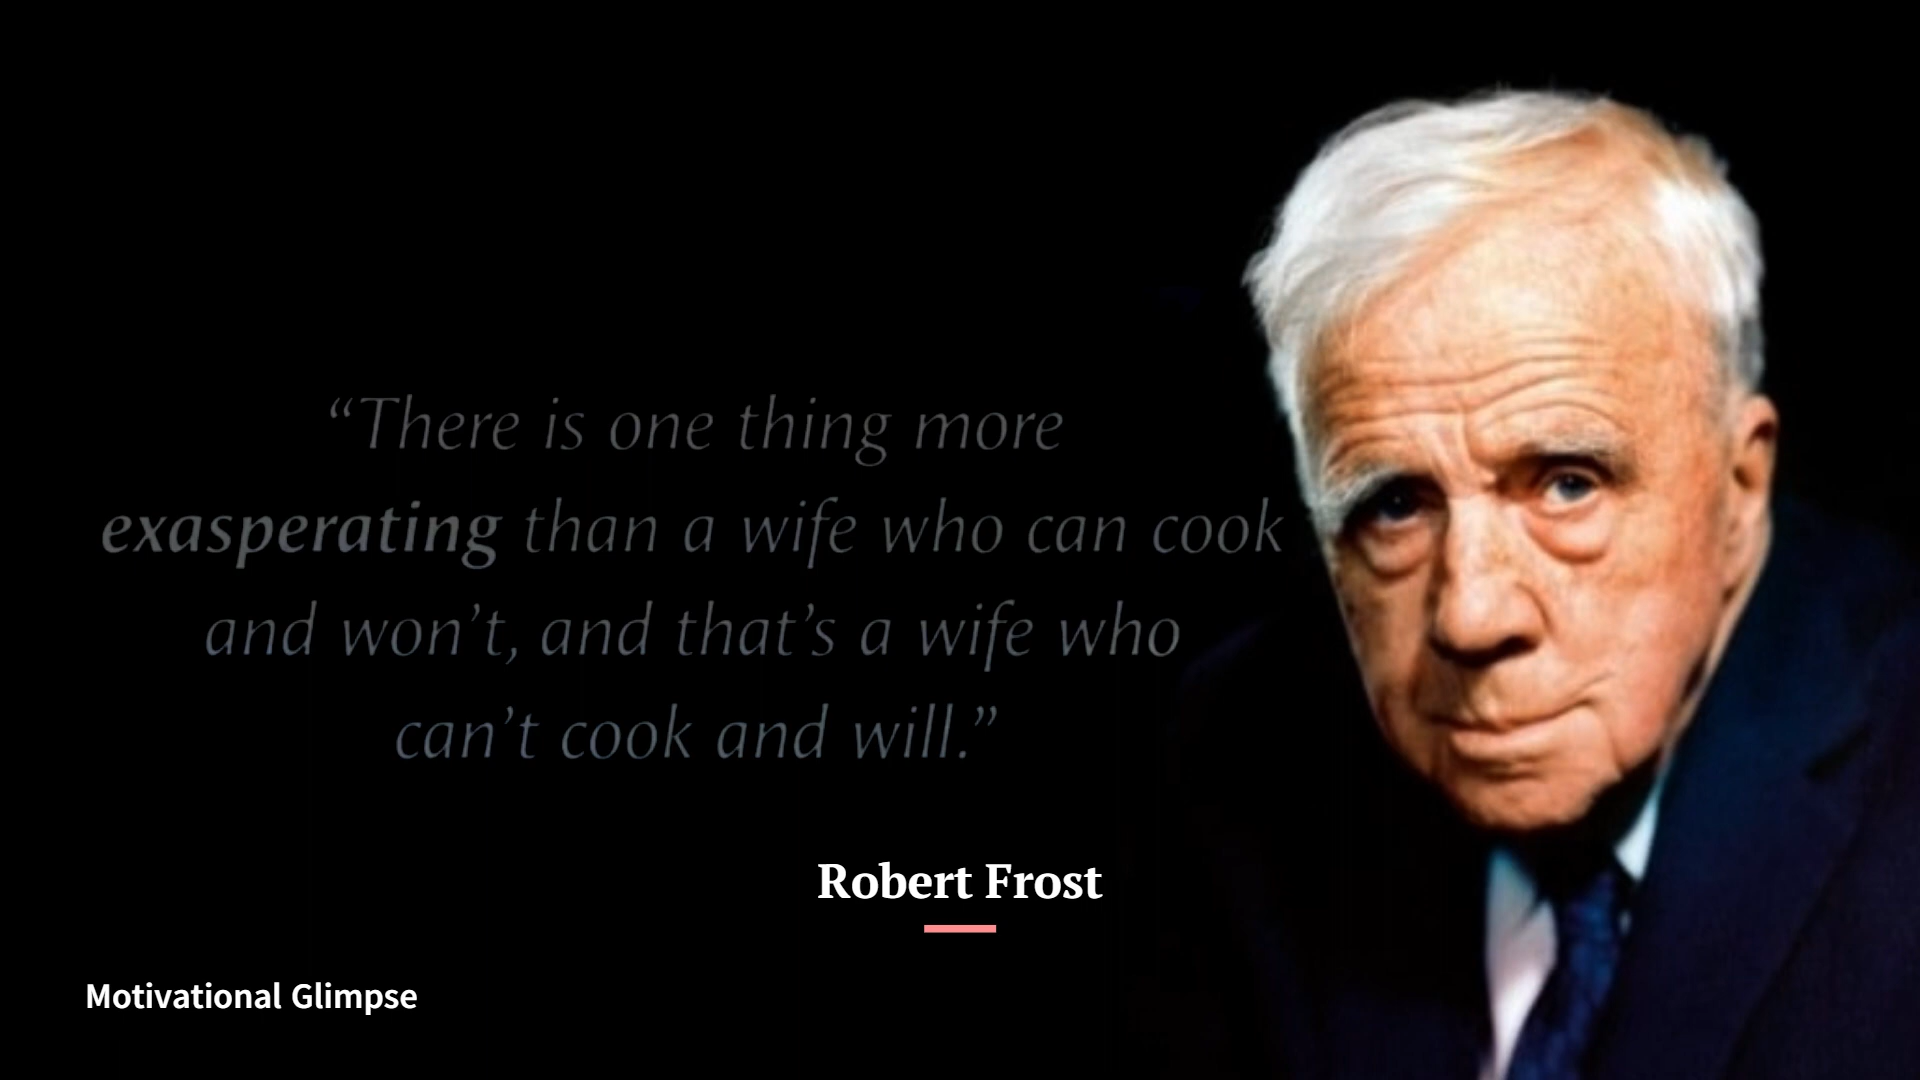 “There is one thing more
exasperating than a wife who can cook
and won’t, and that’s a wife who
can’t cook and will.”
Robert Frost
Motivational Glimpse